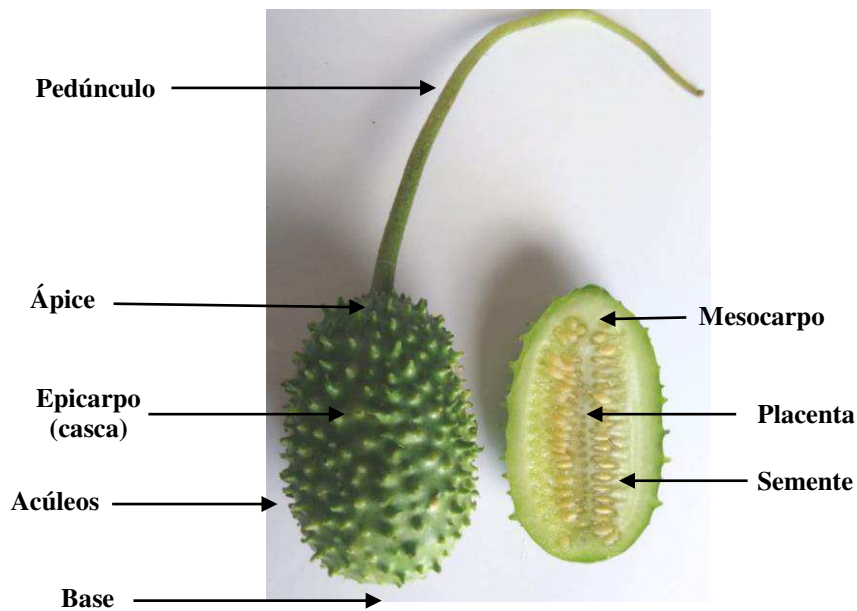 Pedúnculo
Ápice
Mesocarpo
Epicarpo
(casca)
Placenta
Semente
Acúleos
Base